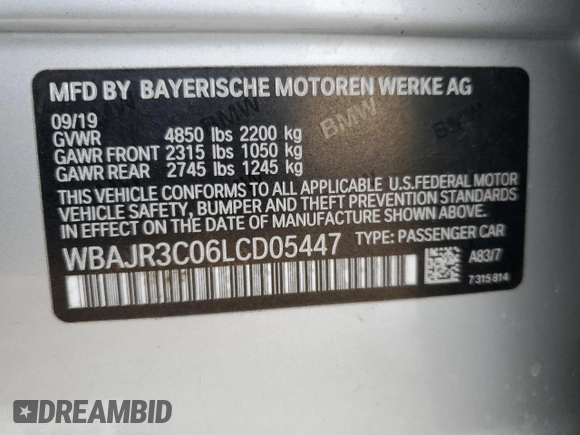 MFD BY BAYERISCHE MOTOREN WERKE AG
09/19
GVWR 4850 lbs 2200 kg
GAWR FRONT 2315 lbs 1050 kg
GAWR REAR 2745 lbs 1245 kg
THIS VEHICLE CONFORMS TO ALL APPLICABLE U.S.FEDERAL MOTOR
VEHICLE SAFETY, BUMPER AND THEFT PREVENTION STANDARDS
IN EFFECT ON THE DATE OF MANUFACTURE SHOWN ABOVE.
WBAJR3C06LCD05447 TYPE: PASSENGER CAR
A83/7
7315814
BMW
BMW
BMW
DREAMBID